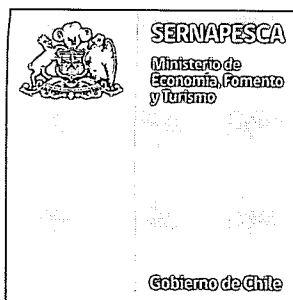 SERNAPESCA
Ministerio de
Economía, Fomento
y Turismo
Gobierno de Chile